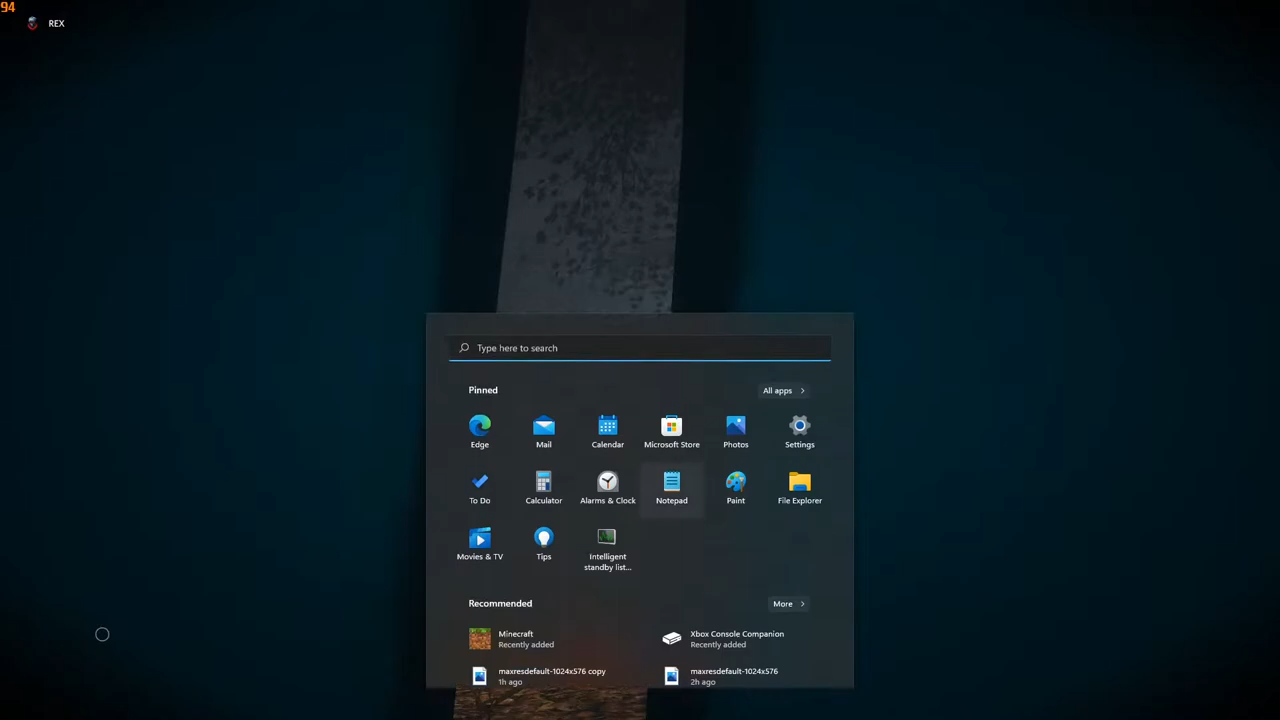 94
REX
Type here to search
Pinned
All apps
Edge
Mail
Calendar
Microsoft Store
Photos
Settings
To Do
Calculator
Alarms & Clock
Notepad
Paint
File Explorer
Movies & TV
Tips
Intelligent
standby list...
Recommended
More
Minecraft
Recently added
Xbox Console Companion
Recently added
maxresdefault-1024x576 copy
1h ago
maxresdefault-1024x576
2h ago